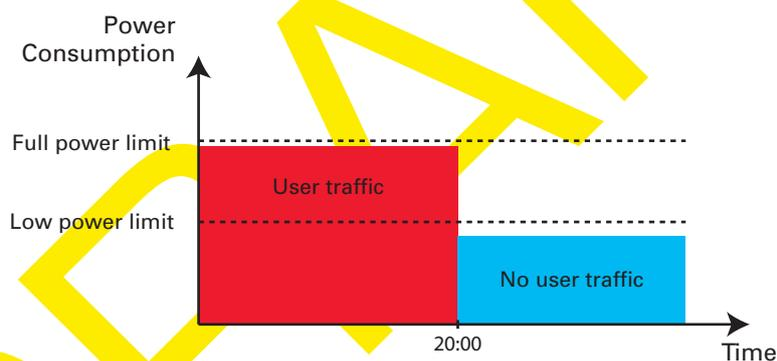 Power
Consumption
Full power limit
User traffic
Low power limit
No user traffic
20:00
Time